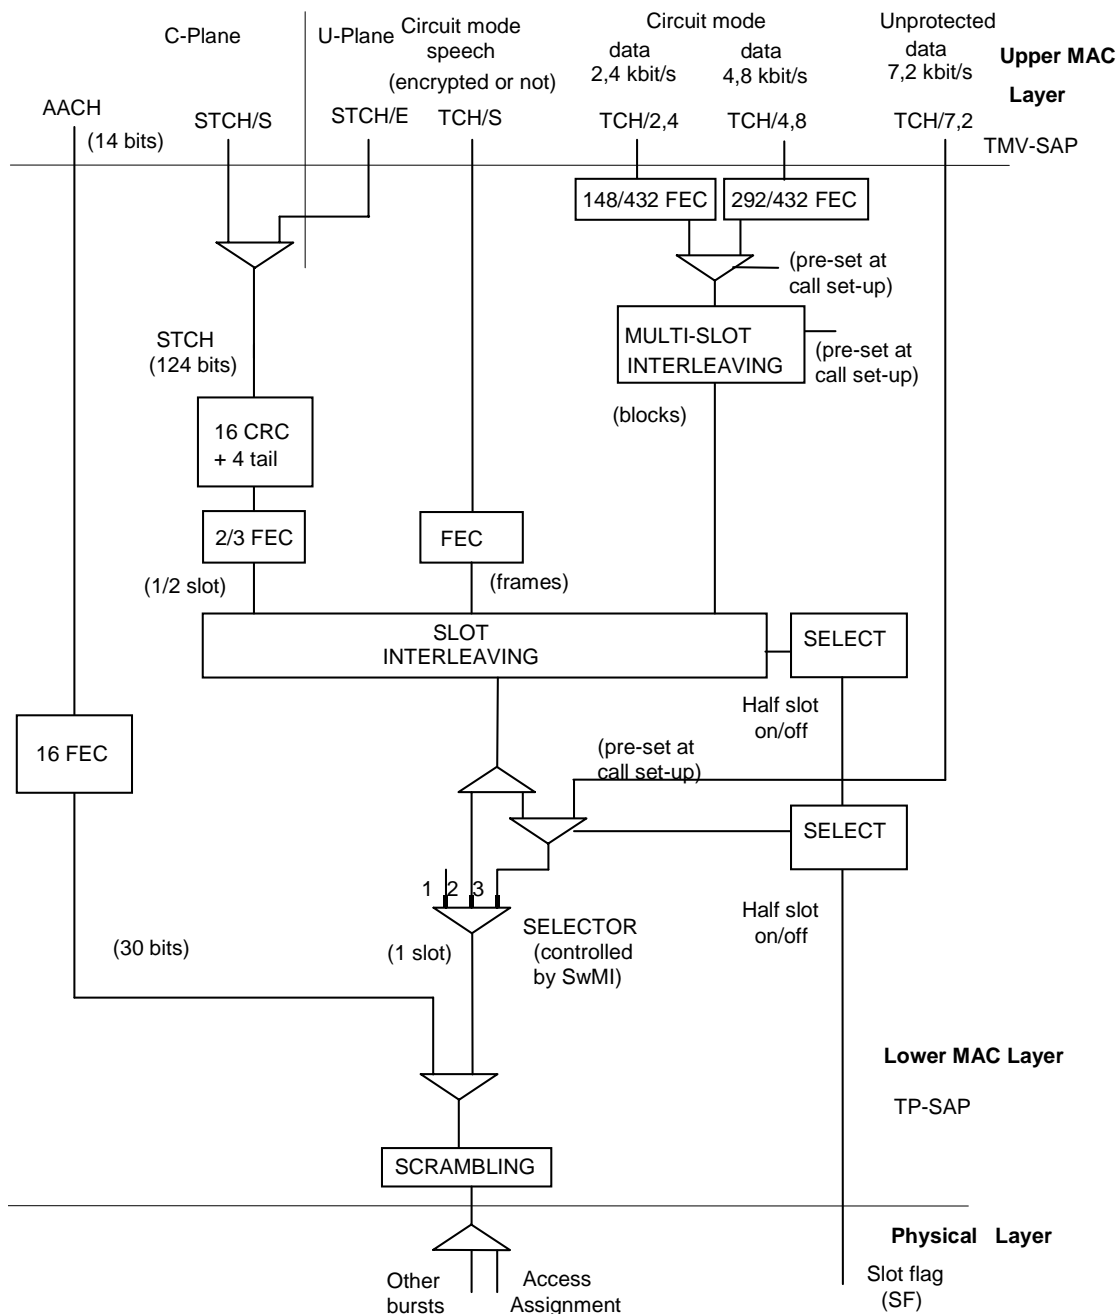 C-Plane
U-Plane
Circuit mode
speech
(encrypted or not)
Circuit mode
data
2,4 kbit/s
data
4,8 kbit/s
Unprotected
data
7,2 kbit/s
Upper MAC
Layer
AACH
(14 bits)
STCH/S
STCH/E
TCH/S
TCH/2,4
TCH/4,8
TCH/7,2
TMV-SAP
148/432 FEC
292/432 FEC
(pre-set at
call set-up)
STCH
(124 bits)
MULTI-SLOT
INTERLEAVING
(pre-set at
call set-up)
(blocks)
16 CRC
+ 4 tail
2/3 FEC
FEC
(1/2 slot)
(frames)
SLOT
INTERLEAVING
SELECT
Half slot
on/off
16 FEC
(pre-set at
call set-up)
SELECT
1 2 3
SELECTOR
(controlled
by SwMI)
Half slot
on/off
(30 bits)
(1 slot)
Lower MAC Layer
TP-SAP
SCRAMBLING
Physical Layer
Other
bursts
Access
Assignment
Slot flag
(SF)